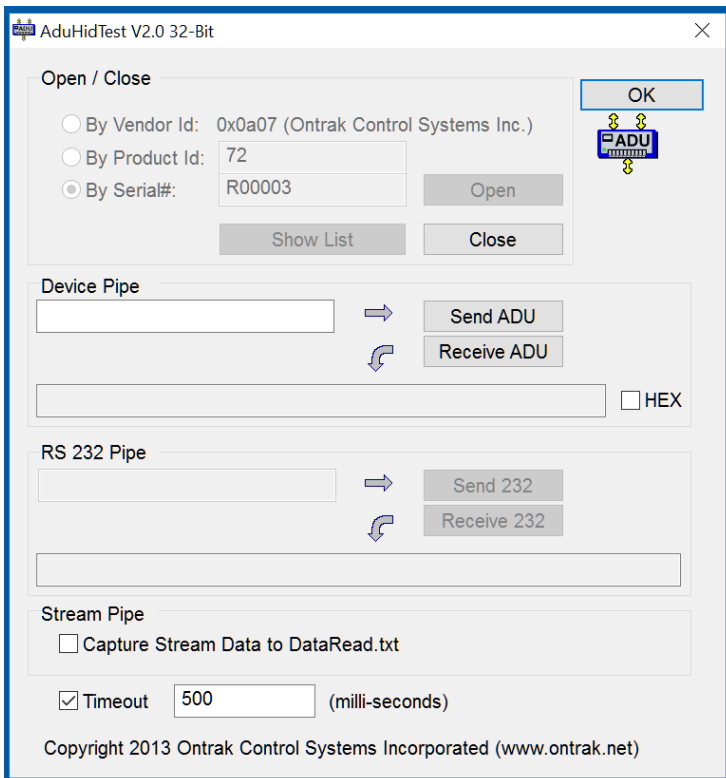 AduHidTest V2.0 32-Bit
Open / Close
OK
By Vendor Id: 0x0a07 (Ontrak Control Systems Inc.)
ADU
By Product Id: 72
By Serial#: R00003 Open
Show List Close
Device Pipe
Send ADU
Receive ADU
HEX
RS 232 Pipe
Send 232
Receive 232
Stream Pipe
Capture Stream Data to DataRead.txt
Timeout 500 (milli-seconds)
Copyright 2013 Ontrak Control Systems Incorporated (www.ontrak.net)